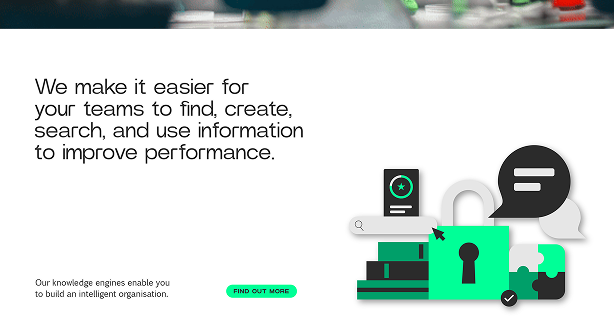 We make it easier for
your teams to find, create,
search, and use information
to improve performance.
Our knowledge engines enable you
to build an intelligent organisation.
FIND OUT MORE